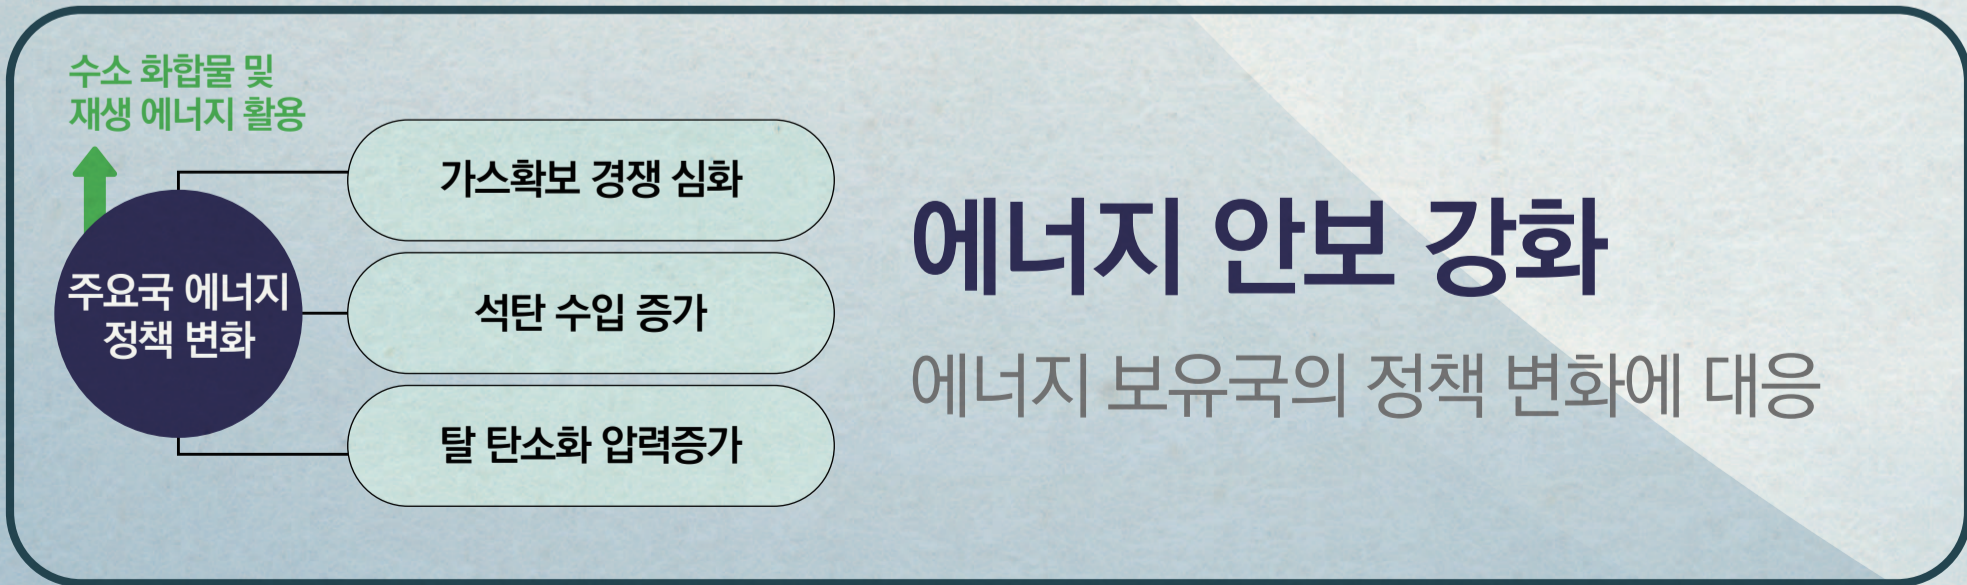 수소 화합물 및
재생 에너지 활용
주요국 에너지
정책 변화
가스확보 경쟁 심화
석탄 수입 증가
탈 탄소화 압력증가
에너지 안보 강화
에너지 보유국의 정책 변화에 대응